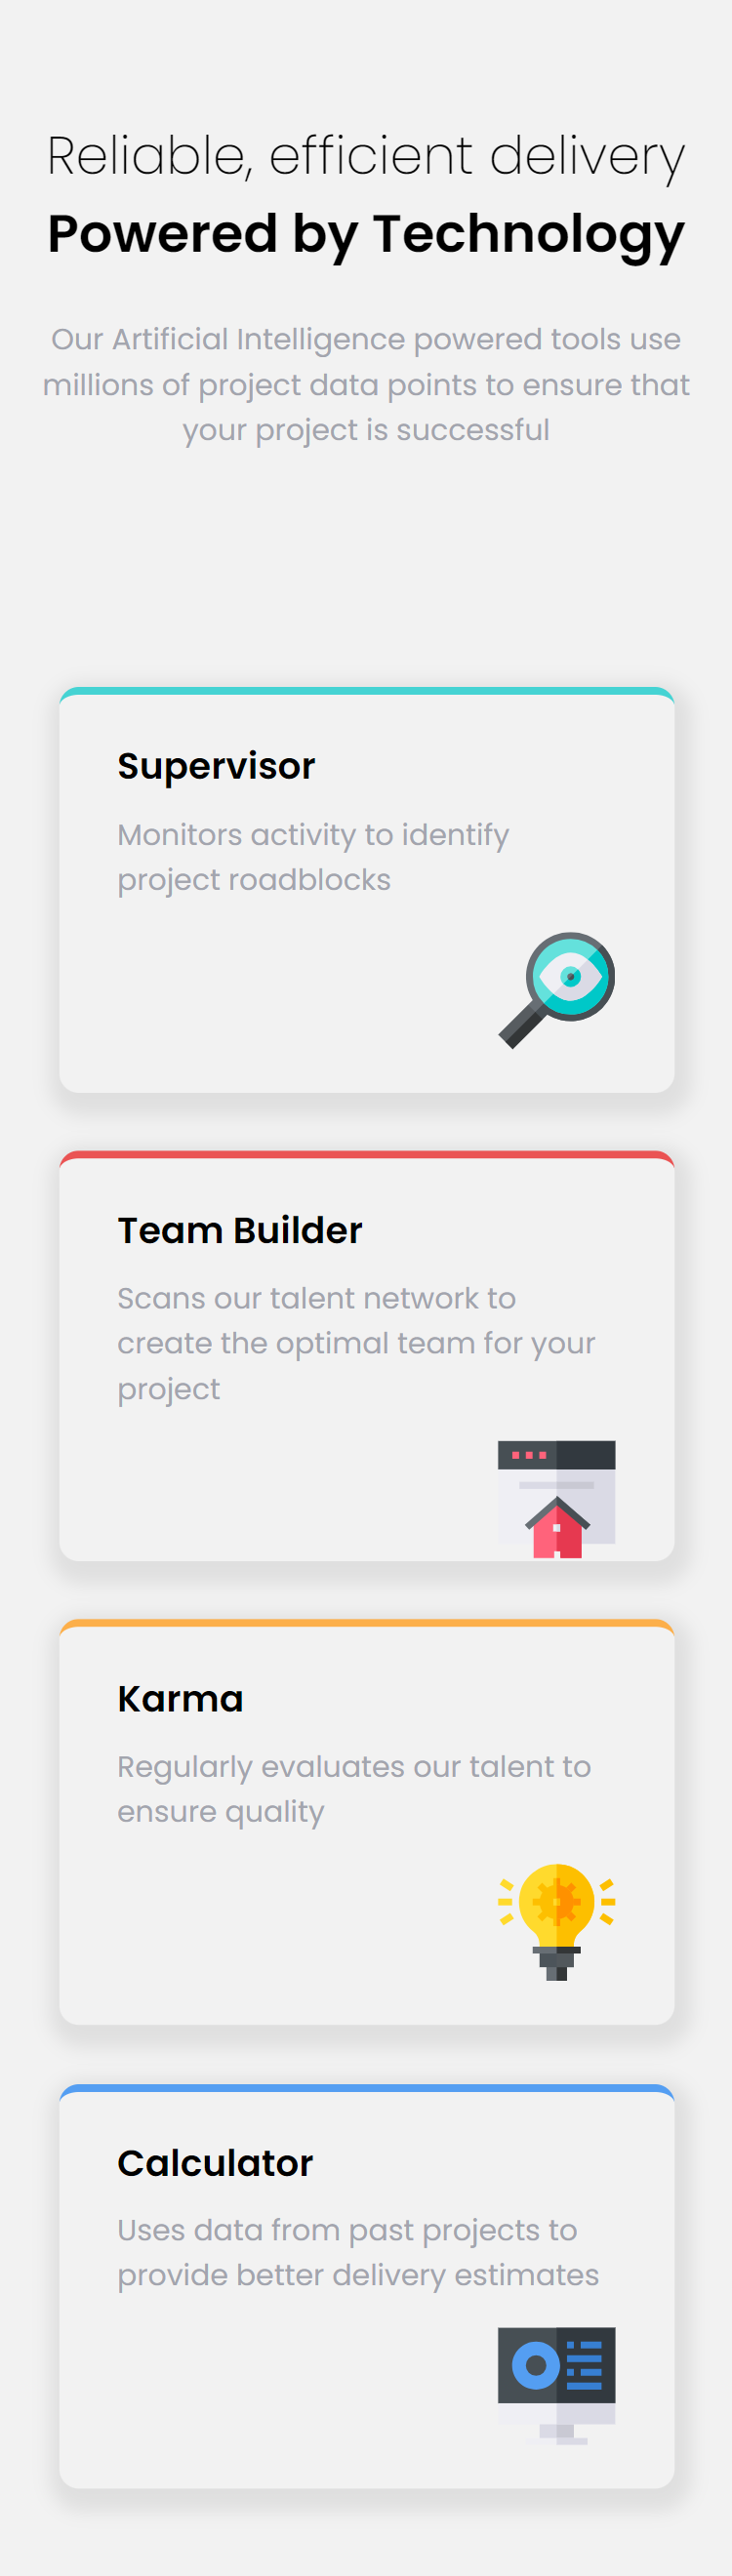 Reliable, efficient delivery
Powered by Technology
Our Artificial Intelligence powered tools use
millions of project data points to ensure that
your project is successful
Supervisor
Monitors activity to identify
project roadblocks
Team Builder
Scans our talent network to
create the optimal team for your
project
Karma
Regularly evaluates our talent to
ensure quality
Calculator
Uses data from past projects to
provide better delivery estimates